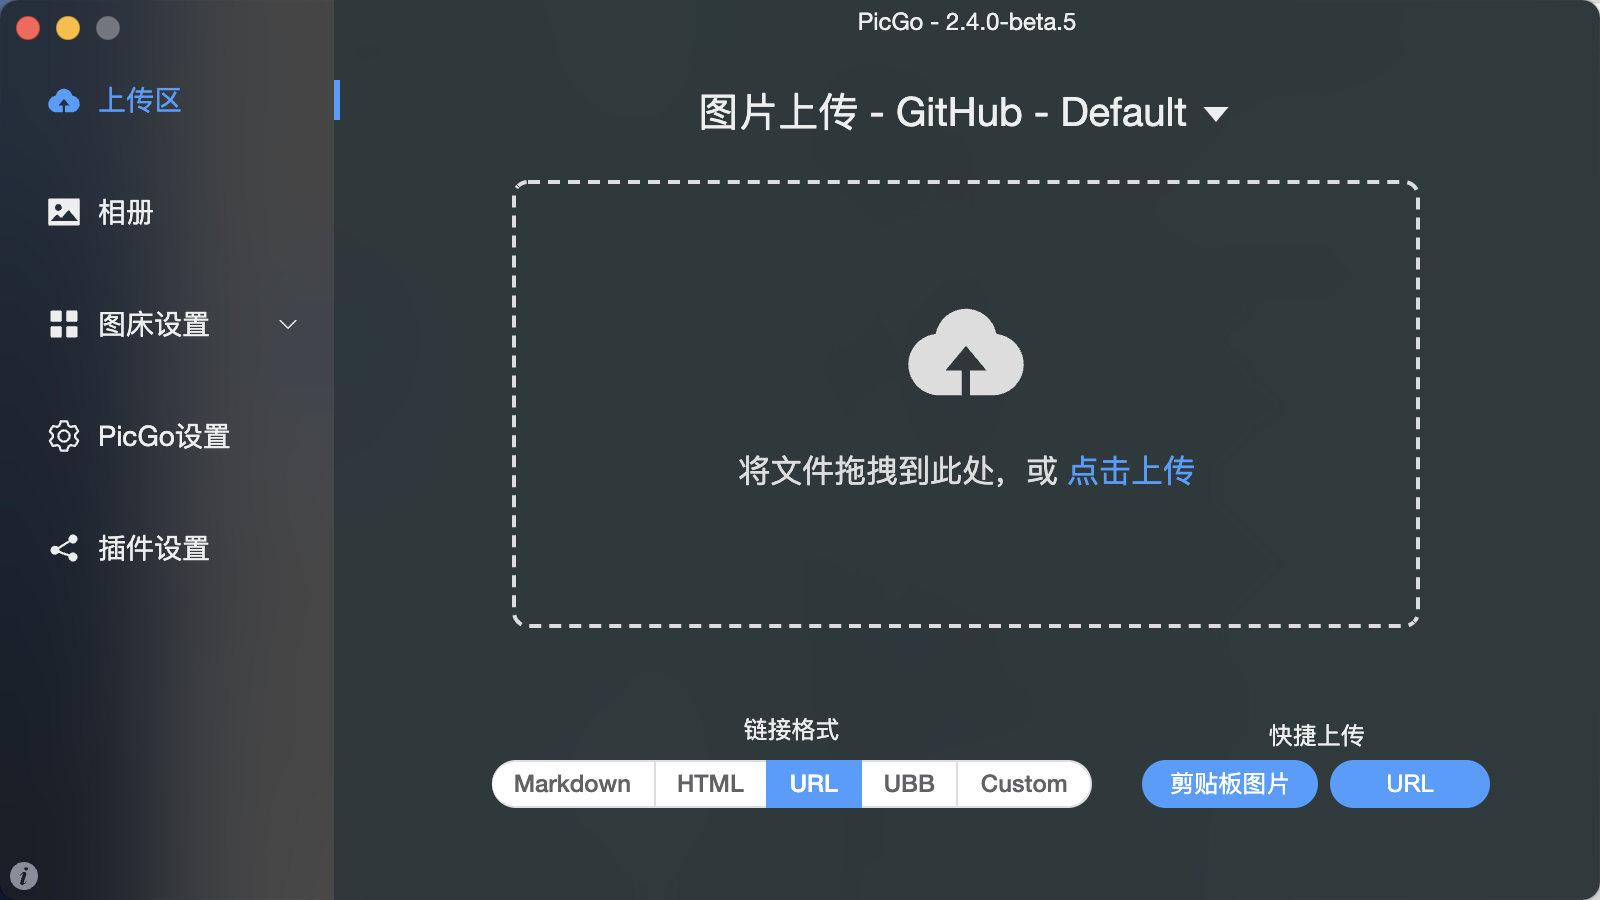 PicGo - 2.4.0-beta.5
上传区
相册
图床设置
PicGo设置
插件设置
图片上传 - GitHub - Default
将文件拖拽到此处，或 点击上传
链接格式
Markdown HTML URL UBB Custom
快捷上传
剪贴板图片 URL
i